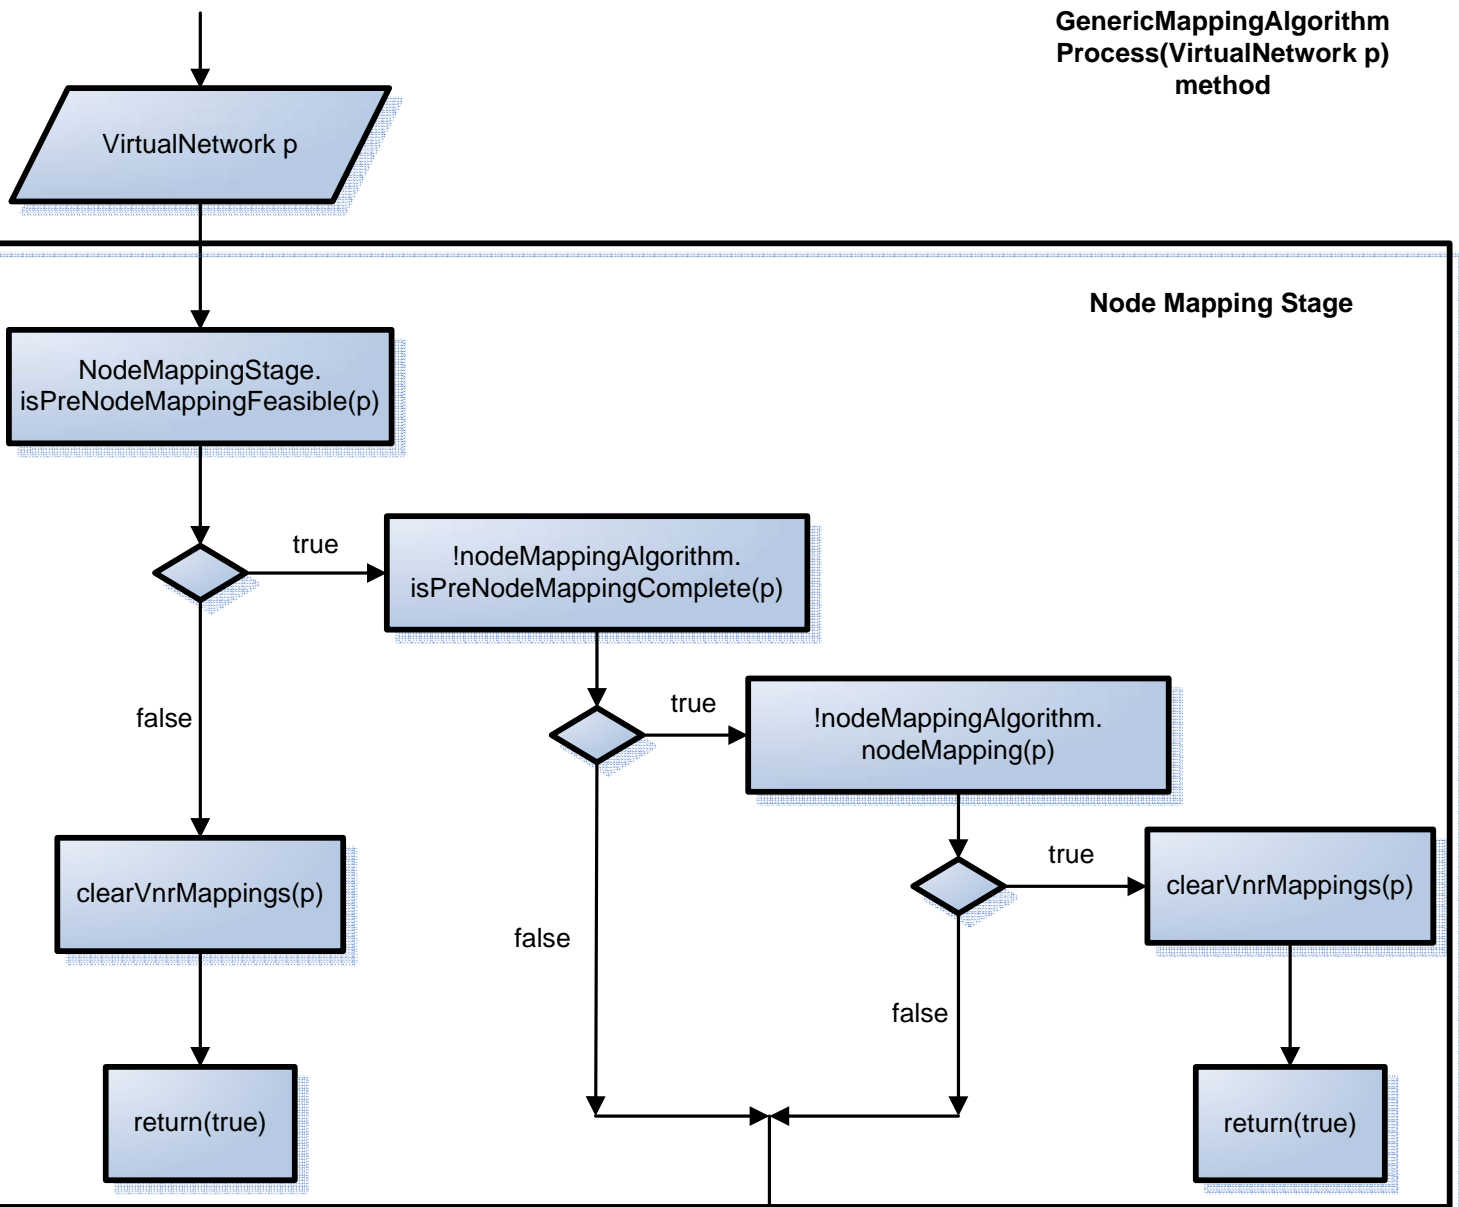 GenericMappingAlgorithm
Process(VirtualNetwork p)
method
VirtualNetwork p
Node Mapping Stage
NodeMappingStage.
isPreNodeMappingFeasible(p)
true
!nodeMappingAlgorithm.
isPreNodeMappingComplete(p)
false
true
!nodeMappingAlgorithm.
nodeMapping(p)
clearVnrMappings(p)
false
true
clearVnrMappings(p)
false
return(true)
return(true)